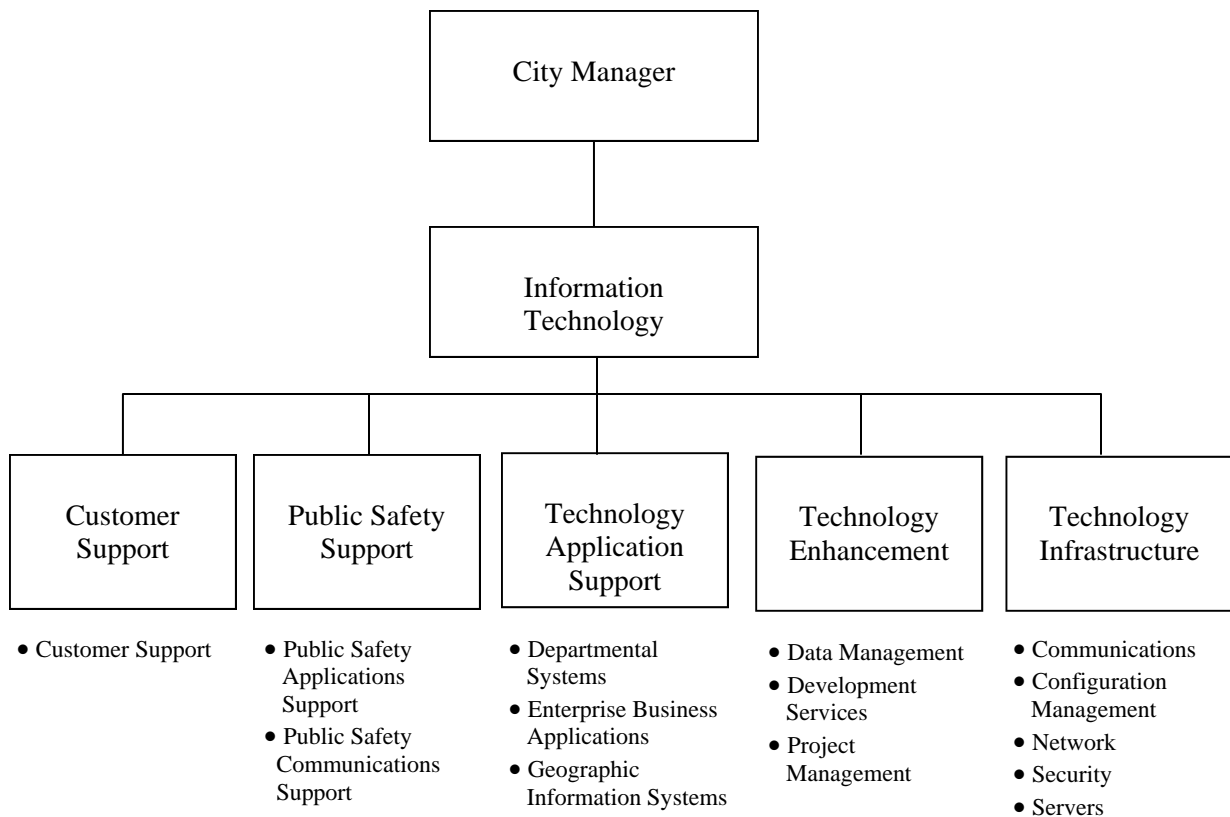 City Manager
Information
Technology
Customer
Support
Public Safety
Support
Technology
Application
Support
Technology
Enhancement
Technology
Infrastructure
• Customer Support
• Public Safety
Applications
Support
• Public Safety
Communications
Support
• Departmental
Systems
• Enterprise Business
Applications
• Geographic
Information Systems
• Data Management
• Development
Services
• Project
Management
• Communications
• Configuration
Management
• Network
• Security
• Servers